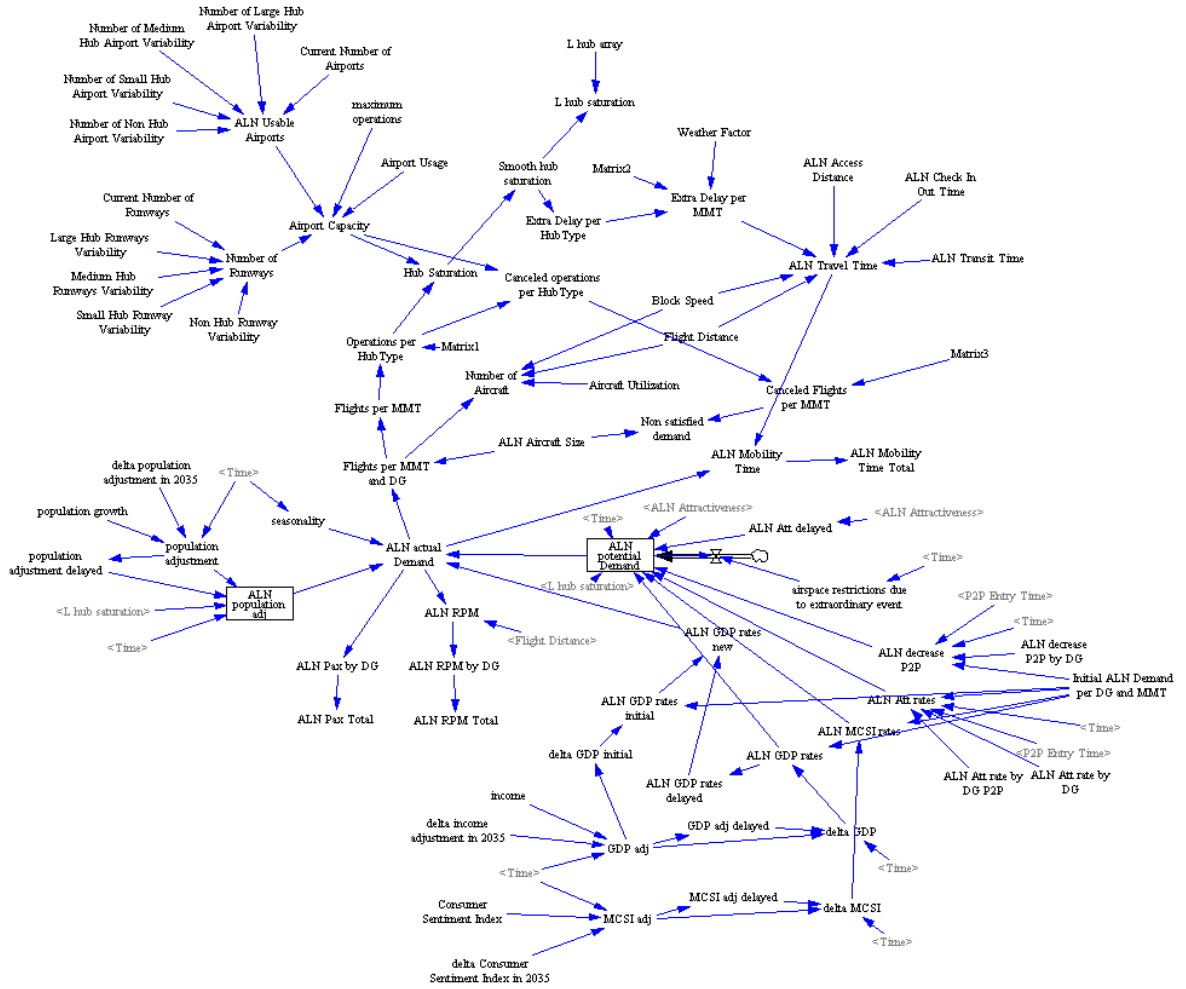 Number of Large Hub
Airport Variability
Number of Medium
Hub Airport Variability
Current Number of
Airports
L hub array
Number of Small Hub
Airport Variability
L hub saturation
maximum
operations
Number of Non Hub
Airport Variability
ALN Usable
Airports
Weather Factor
Airport Usage
Smooth hub
saturation
Matrix2
ALN Access
Distance
ALN Check In
Out Time
Current Number of
Runways
Extra Delay per
MMT
Airport Capacity
Extra Delay per
Hub Type
Large Hub Runways
Variability
Number of
Runways
Hub Saturation
ALN Travel Time
ALN Transit Time
Medium Hub
Runways Variability
Canceled operations
per Hub Type
Block Speed
Small Hub Runway
Variability
Non Hub Runway
Variability
Operations per
Hub Type
Matrix1
Flight Distance
Matrix3
Number of
Aircraft
Aircraft Utilization
Canceled Flights
per MMT
Flights per MMT
Non satisfied
demand
ALN Aircraft Size
ALN Mobility
Time
ALN Mobility
Time Total
Flights per MMT
and DG
delta population
adjustment in 2035
<Time>
population growth
seasonality
<Time>
<ALN Attractiveness>
ALN Att delayed
<ALN Attractiveness>
population
adjustment
ALN actual
Demand
ALN
potential
Demand
population
adjustment delayed
<Time>
<L hub saturation>
airspace restrictions due
to extraordinary event
ALN
population
adj
<L hub saturation>
<P2P Entry Time>
ALN RPM
<Time>
<Time>
<Flight Distance>
ALN GDP rates
new
ALN decrease
P2P
ALN decrease
P2P by DG
ALN Pax by DG
ALN RPM by DG
Initial ALN Demand
per DG and MMT
ALN Att rates
ALN GDP rates
initial
ALN Pax Total
ALN RPM Total
ALN MCSI rates
<Time>
<P2P Entry Time>
delta GDP initial
ALN GDP rates
ALN GDP rates
delayed
ALN Att rate by
DG P2P
ALN Att rate by
DG
income
delta income
adjustment in 2035
GDP adj delayed
delta GDP
GDP adj
<Time>
<Time>
MCSI adj delayed
Consumer
Sentiment Index
MCSI adj
delta MCSI
<Time>
delta Consumer
Sentiment Index in 2035